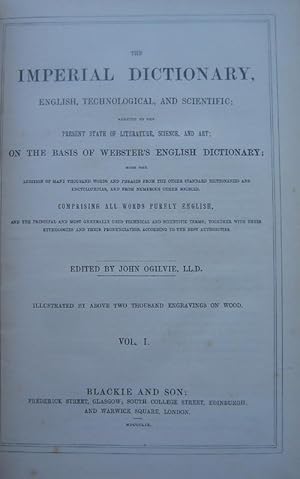 THE
IMPERIAL DICTIONARY,
ENGLISH, TECHNOLOGICAL, AND SCIENTIFIC;
ADAPTED TO THE
PRESENT STATE OF LITERATURE, SCIENCE, AND ART;
ON THE BASIS OF WEBSTER'S ENGLISH DICTIONARY;
WITH THE
ADDITION OF MANY THOUSAND WORDS AND PHRASES FROM THE OTHER STANDARD DICTIONARIES AND
ENCYCLOPEDIAS, AND FROM NUMEROUS OTHER SOURCES.
COMPRISING ALL WORDS PURELY ENGLISH,
AND THE PRINCIPAL AND MOST GENERALLY USED TECHNICAL AND SCIENTIFIC TERMS; TOGETHER WITH THEIR
ETYMOLOGIES AND THEIR PRONUNCIATION, ACCORDING TO THE BEST AUTHORITIES.
EDITED BY JOHN OGILVIE, LL.D.
ILLUSTRATED BY ABOVE TWO THOUSAND ENGRAVINGS ON WOOD.
VOL. I.
BLACKIE AND SON:
FREDERICK STREET, GLASGOW; SOUTH COLLEGE STREET, EDINBURGH;
AND WARWICK SQUARE, LONDON.